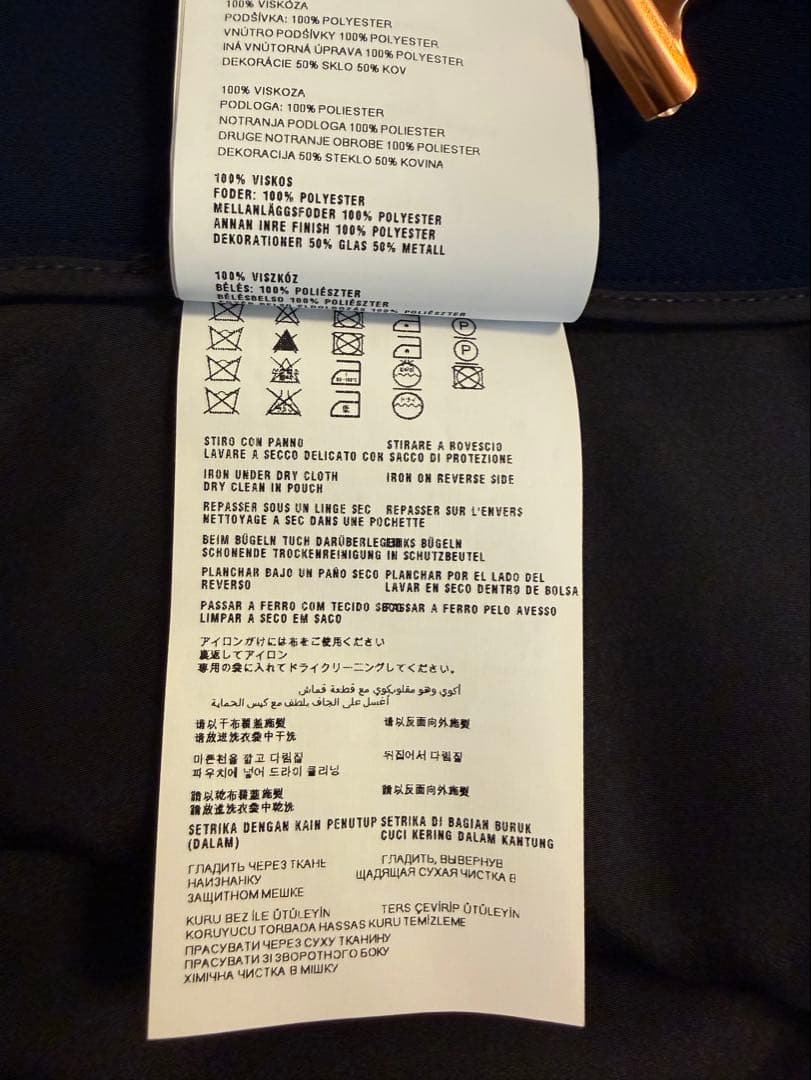 100% VISKÓZA
PODŠÍVKA: 100% POLYESTER
VNÚTRO PODŠÍVKY 100% POLYESTER
INÁ VNÚTORNÁ ÚPRAVA 100% POLYESTER
DEKORÁCIE 50% SKLO 50% KOV
100% VISKOZA
PODLOGA: 100% POLIESTER
NOTRANJA PODLOGA 100% POLIESTER
DRUGE NOTRANJE OBROBE 100% POLIESTER
DEKORACIJA 50% STEKLO 50% KOVINA
100% VISKOS
FODER: 100% POLYESTER
MELLANLÄGGSFODER 100% POLYESTER
ANNAN INRE FINISH 100% POLYESTER
DEKORATIONER 50% GLAS 50% METALL
100% VISZKÓZ
BÉLÉS: 100% POLIÉSZTER
BÉLÉSBELSO 100% POLIÉSZTER
100% POLIÉSZTER
P
P
STIRO CON PANNO STIRARE A ROVESCIO
LAVARE A SECCO DELICATO CON SACCO DI PROTEZIONE
IRON UNDER DRY CLOTH IRON ON REVERSE SIDE
DRY CLEAN IN POUCH
REPASSER SOUS UN LINGE SEC REPASSER SUR L'ENVERS
NETTOYAGE A SEC DANS UNE POCHETTE
BEIM BÜGELN TUCH DARÜBERLEGEN BÜGELN
SCHONENDE TROCKENREINIGUNG IN SCHUTZBEUTEL
PLANCHAR BAJO UN PAÑO SECO PLANCHAR POR EL LADO DEL
REVERSO LAVAR EN SECO DENTRO DE BOLSA
PASSAR A FERRO COM TECIDO A FERRO PELO AVESSO
LIMPAR A SECO EM SACO
アイロンがけには布をご使用ください
裏返してアイロン
専用の袋に入れてドライクリーニングしてください。
أكوي وهو مقلوب كوي مع قطعة قماش
أغسل على الجاف بلطف مع كيس الحماية
请以干布覆盖施熨 请以反面向外施熨
请放进洗衣袋中干洗
마른천을 깔고 다림질 뒤집어서 다림질
파우치에 넣어 드라이 클리닝
請以乾布覆蓋施熨 請以反面向外施熨
請放進洗衣袋中乾洗
SETRIKA DENGAN KAIN PENUTUP SETRIKA DI BAGIAN BURUK
(DALAM) CUCI KERING DALAM KANTUNG
ГЛАДИТЬ ЧЕРЕЗ ТКАНЕ ГЛАДИТЬ, ВЫВЕРНУВ
НАИЗНАНКУ ЩАДЯЩАЯ СУХАЯ ЧИСТКА В
ЗАЩИТНОМ МЕШКЕ
KURU BEZ İLE ÜTÜLEYİN TERS ÇEVİRİP ÜTÜLEYİN
KORUYUCU TORBADA HASSAS KURU TEMİZLEME
ПРАСУВАТИ ЧЕРЕЗ СУХУ ТКАНИНУ
ПРАСУВАТИ ЗІ ЗВОРОТНОГО БОКУ
ХІМІЧНА ЧИСТКА В МІШКУ